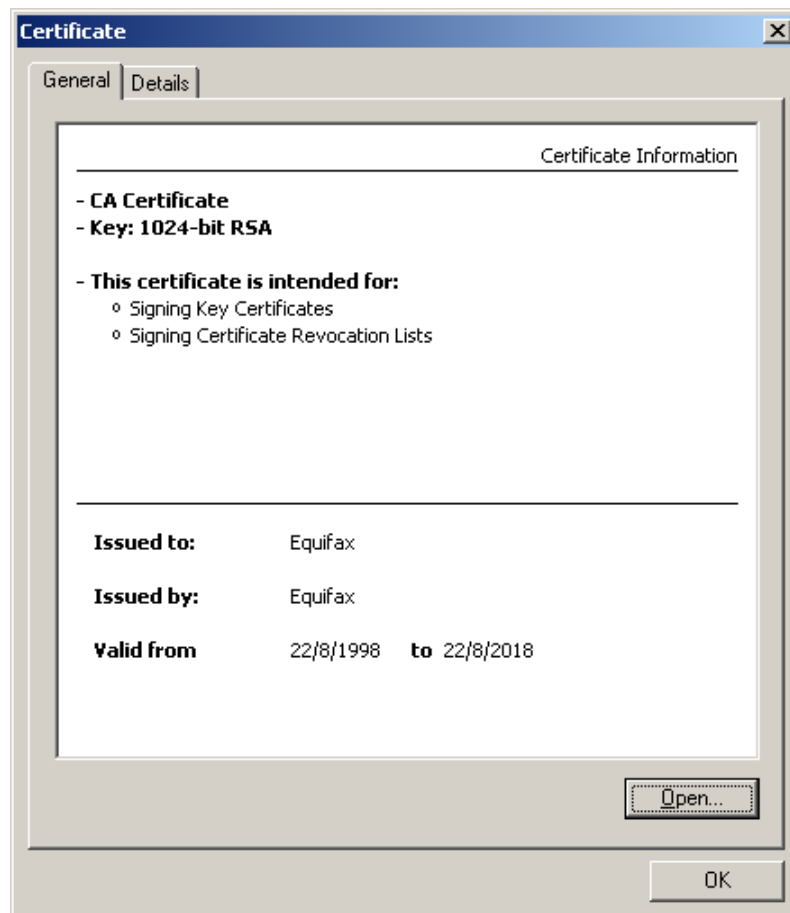 Certificate
General Details
Certificate Information
- CA Certificate
- Key: 1024-bit RSA
- This certificate is intended for:
Signing Key Certificates
Signing Certificate Revocation Lists
Issued to: Equifax
Issued by: Equifax
Valid from 22/8/1998 to 22/8/2018
Open...
OK